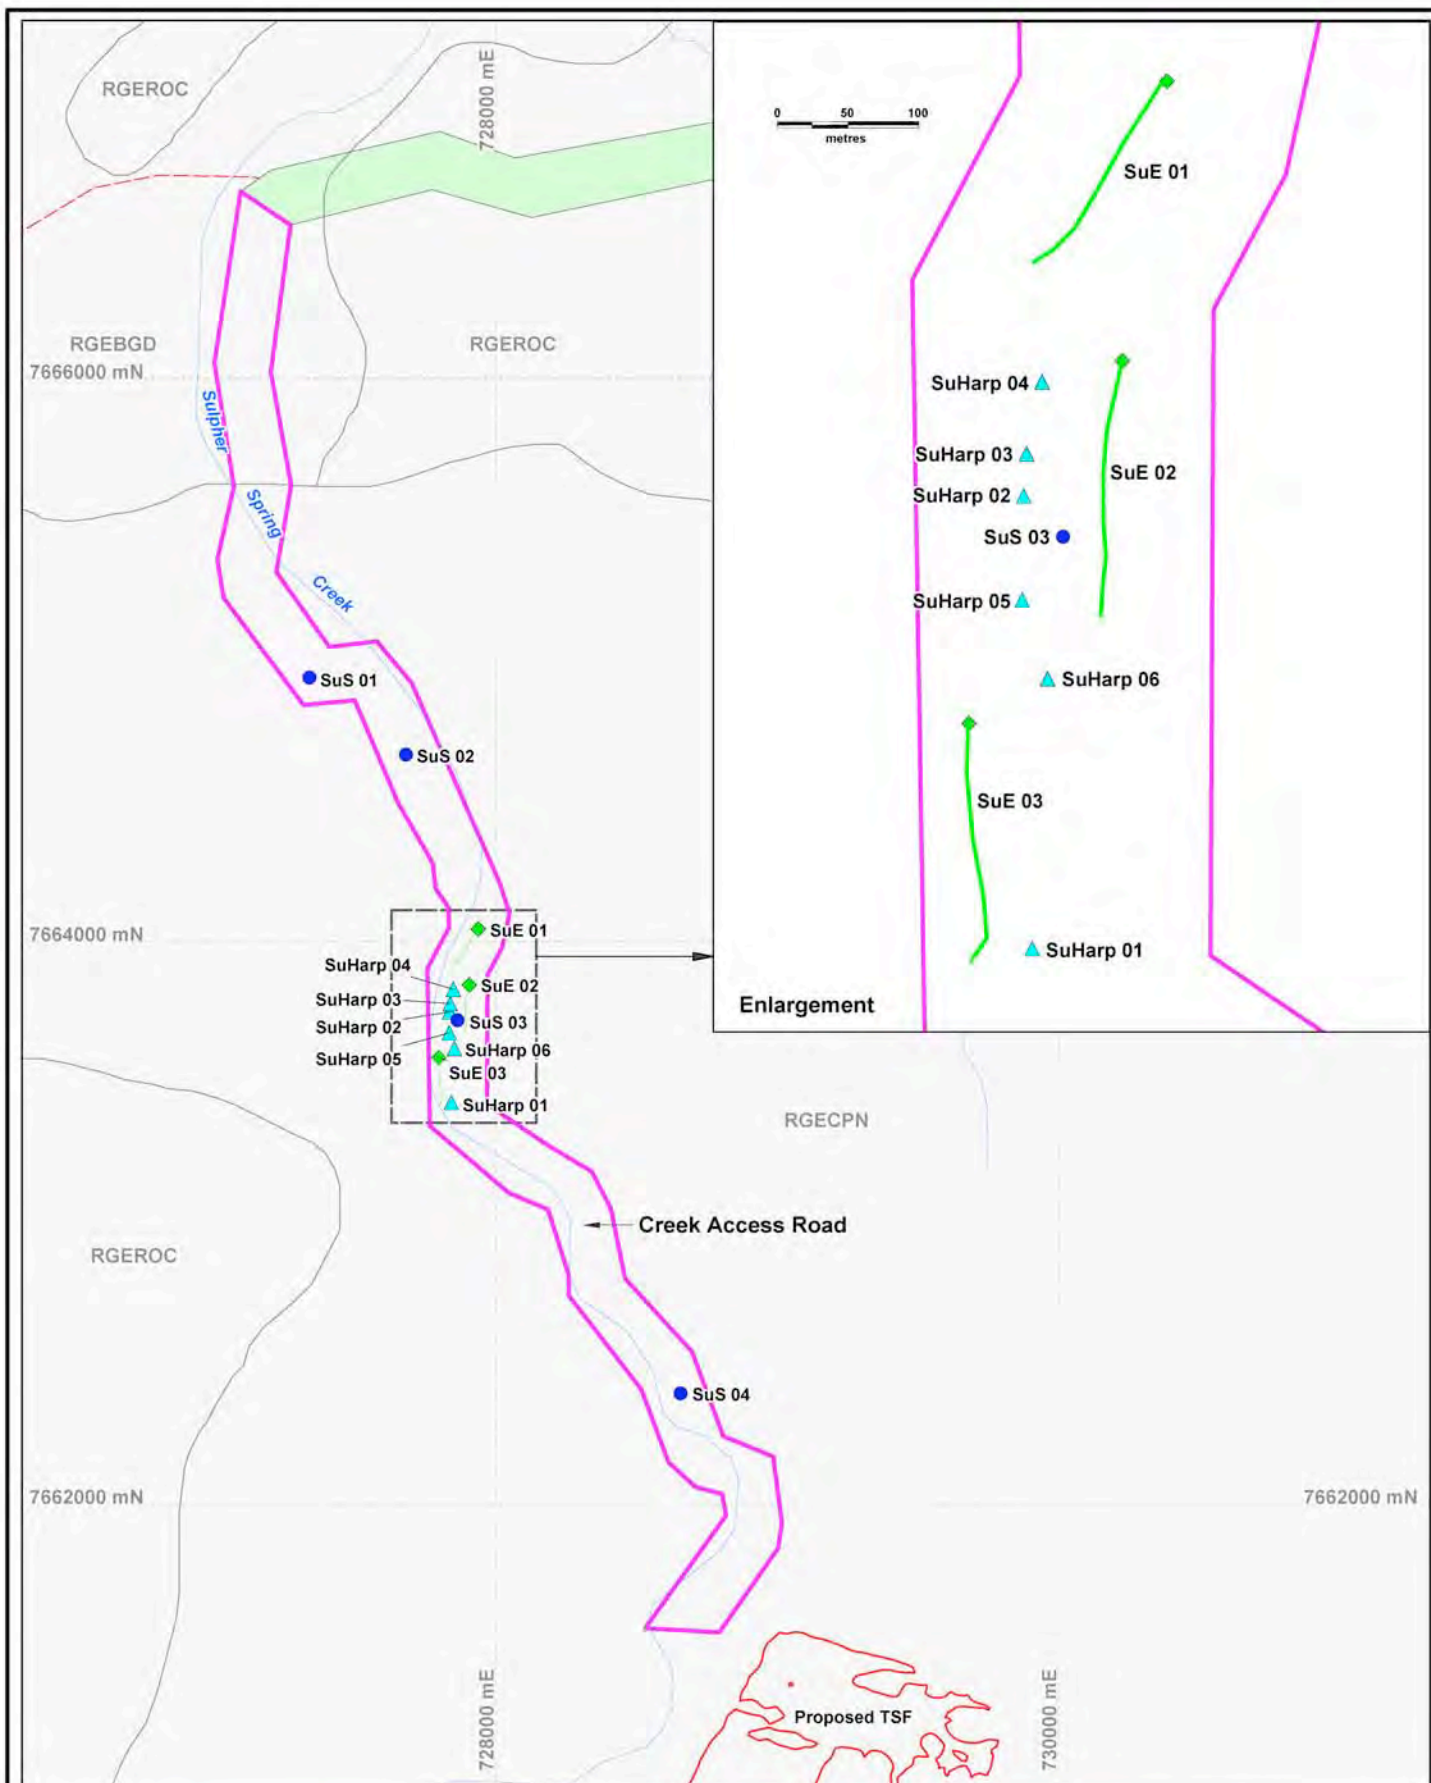 RGEROC
728000 mE
0 50 100
metres
SuE 01
RGEBGD
RGEROC
7666000 mN
SuHarp 04
Sulpher
SuHarp 03
SuE 02
SuHarp 02
Spring
SuS 03
Creek
SuHarp 05
SuS 01
SuHarp 06
SuS 02
SuE 03
7664000 mN
SuE 01
SuHarp 01
SuHarp 04
SuE 02
SuHarp 03
Enlargement
SuHarp 02
SuS 03
SuHarp 05
SuHarp 06
SuE 03
SuHarp 01
RGECPN
Creek Access Road
RGEROC
SuS 04
7662000 mN
7662000 mN
728000 mE
730000 mE
Proposed TSF